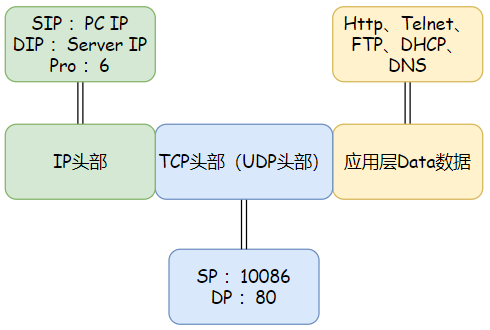 SIP：PC IP
DIP：Server IP
Pro：6
Http、Telnet、
FTP、DHCP、
DNS
IP头部
TCP头部（UDP头部）
应用层Data数据
SP：10086
DP：80